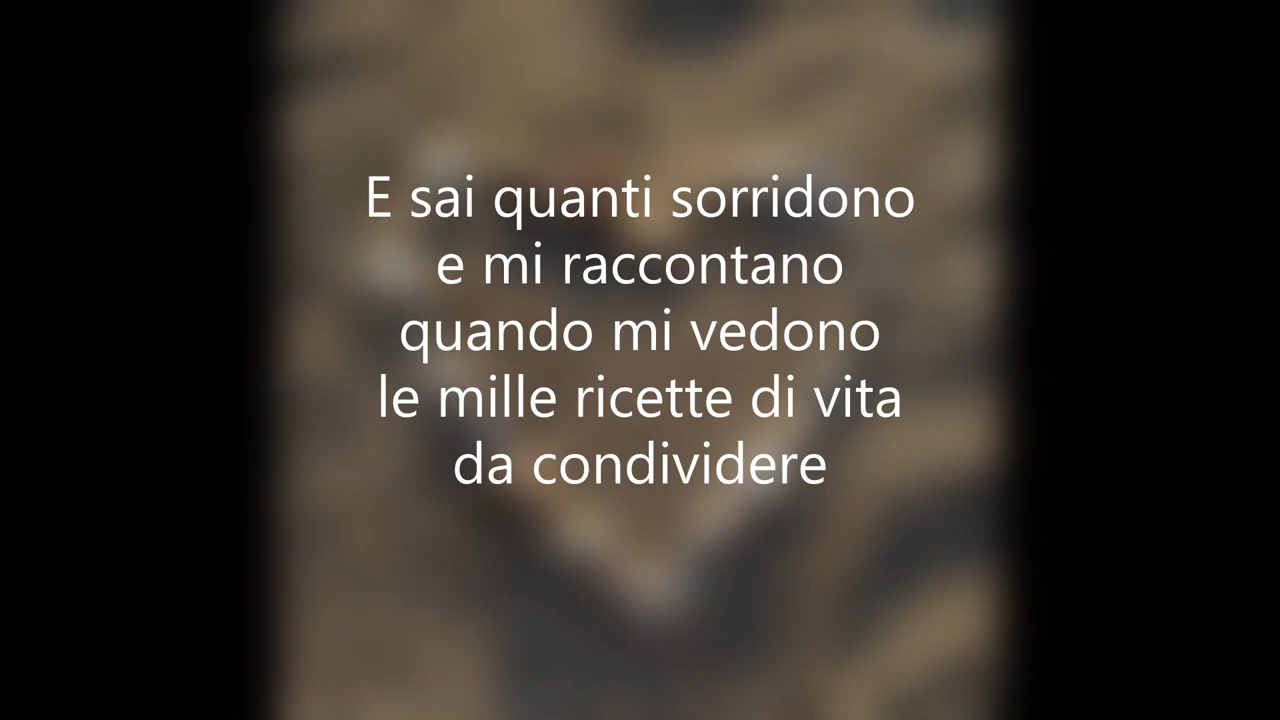 E sai quanti sorridono
e mi raccontano
quando mi vedono
le mille ricette di vita
da condividere